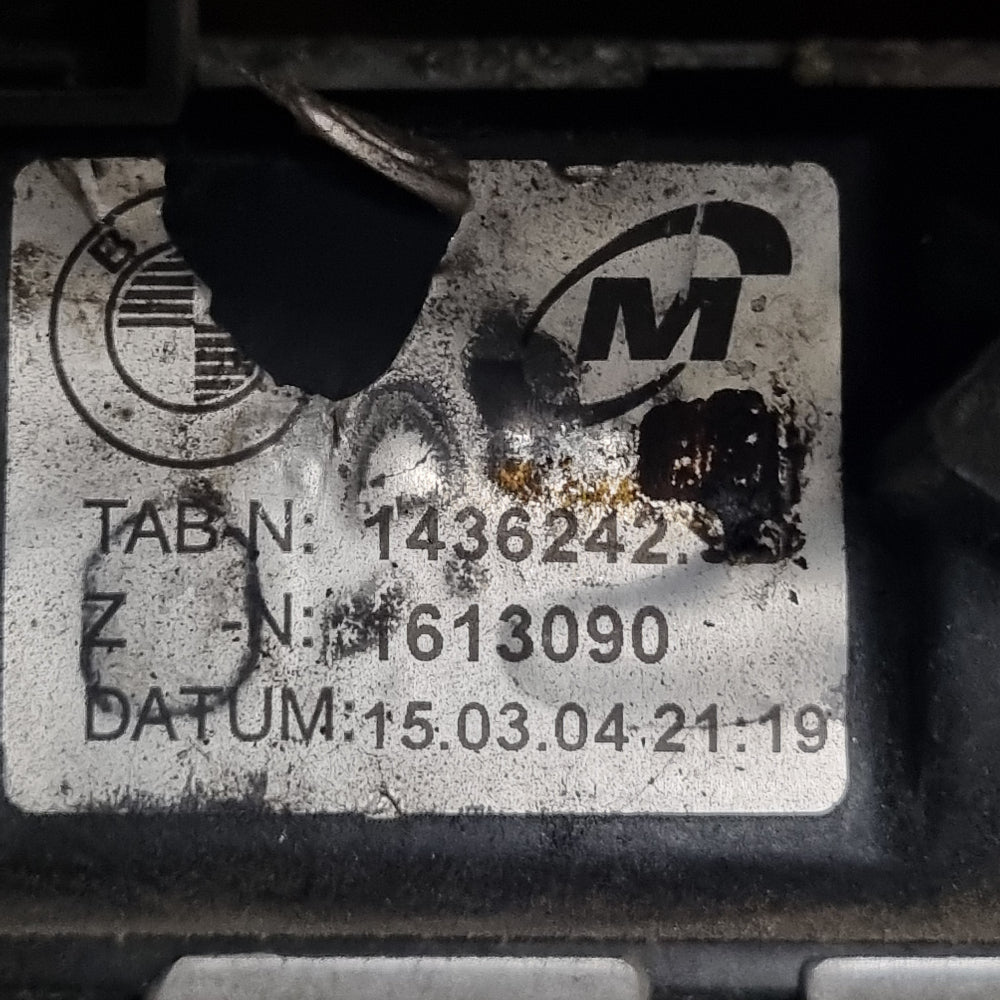 B
M
TAB-N: 1436242.
Z -N: 1613090
DATUM: 15.03.04 21:19